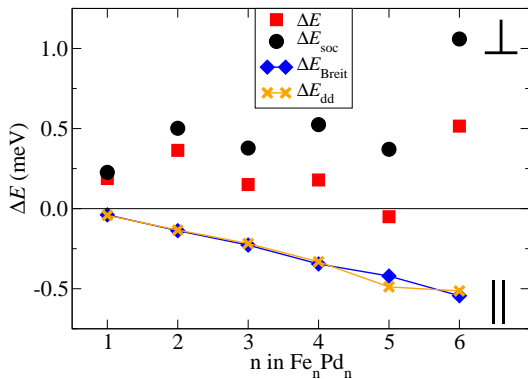 ΔE
ΔE_soc
ΔE_Breit
ΔE_dd
1.0
0.5
0.0
-0.5
ΔE (meV)
1 2 3 4 5 6
n in Fe_nPd_n